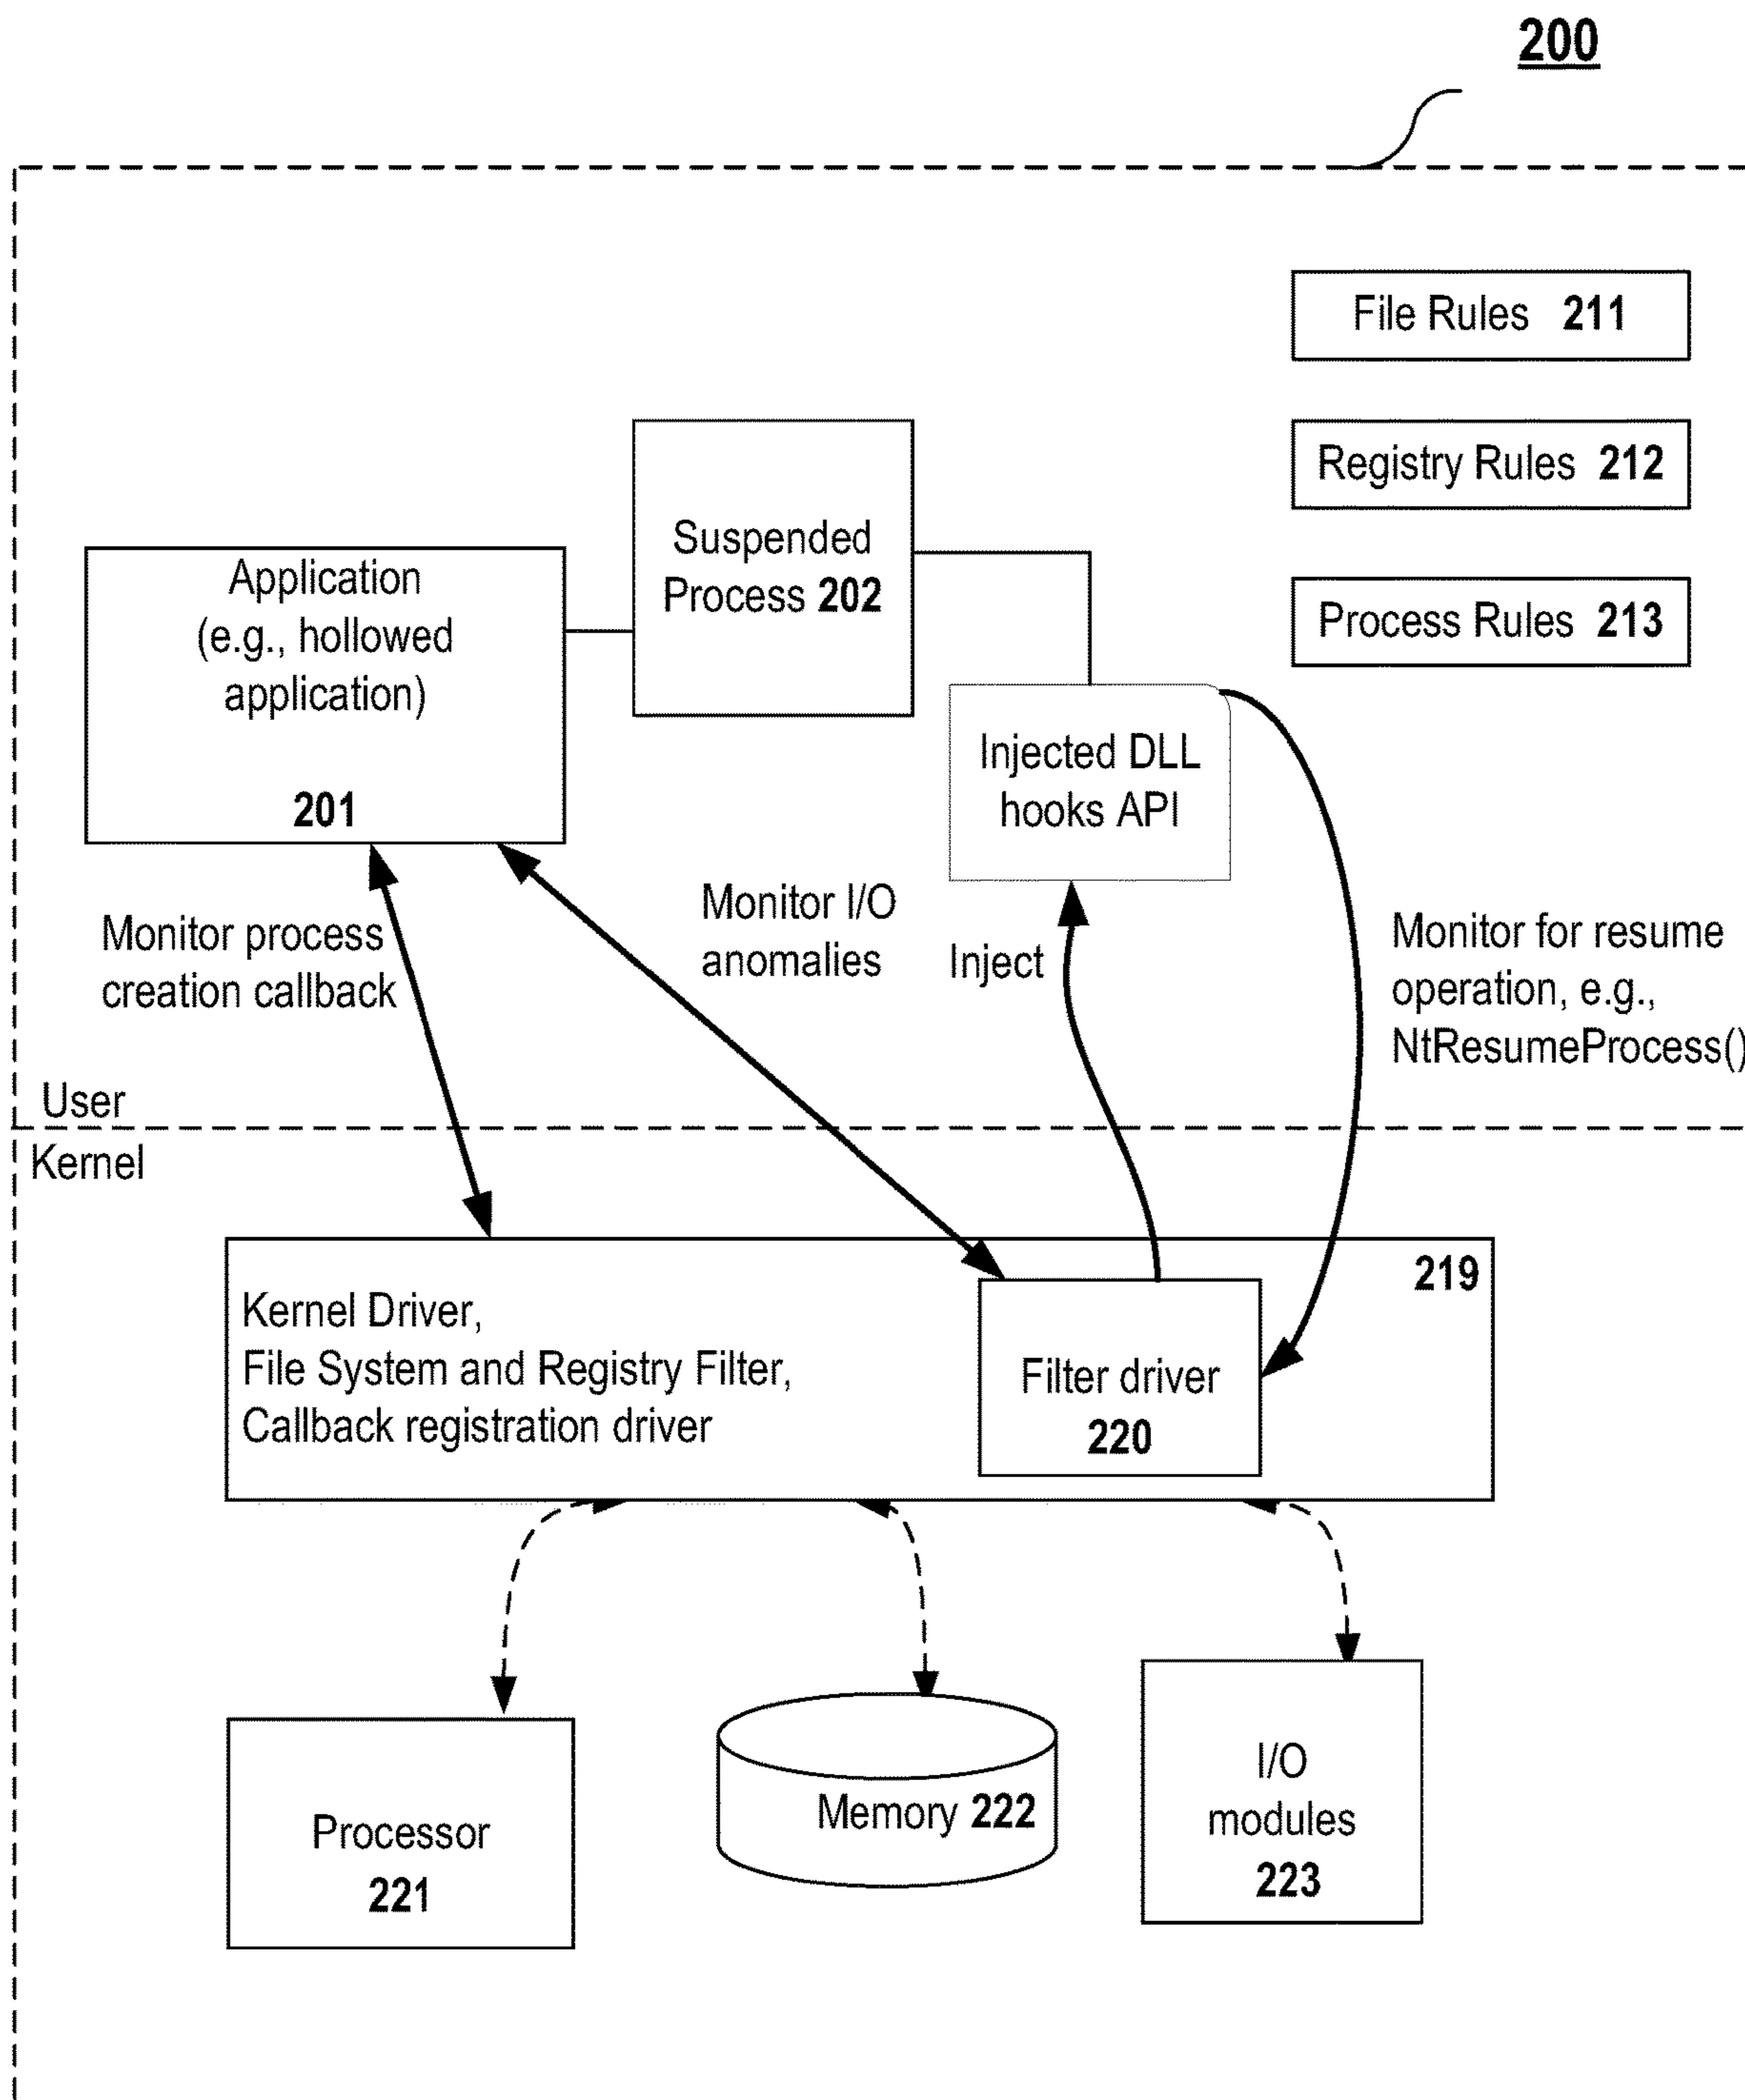 200
File Rules 211
Registry Rules 212
Process Rules 213
Suspended
Process 202
Application
(e.g., hollowed
application)
201
Injected DLL
hooks API
Monitor process
creation callback
Monitor I/O
anomalies
Inject
Monitor for resume
operation, e.g.,
NtResumeProcess()
User
Kernel
219
Kernel Driver,
File System and Registry Filter,
Callback registration driver
Filter driver
220
Processor
221
Memory 222
I/O
modules
223